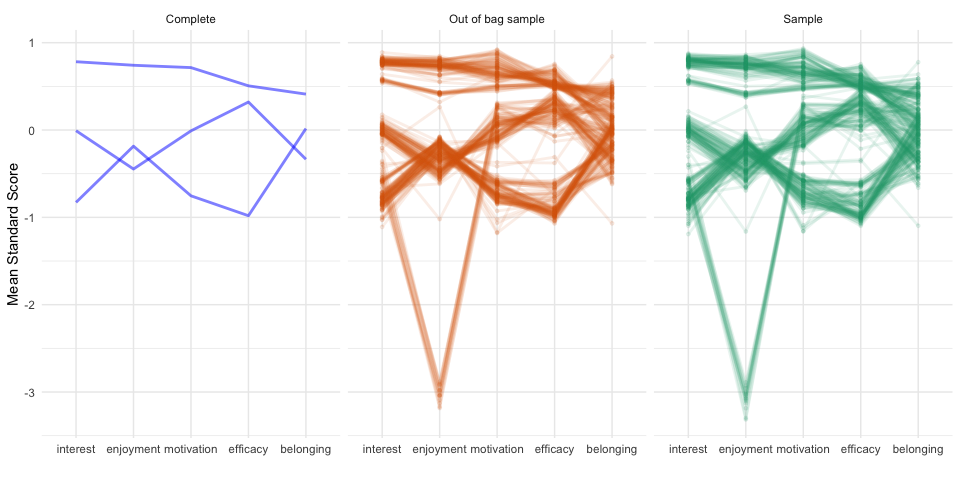 Complete Out of bag sample Sample
Mean Standard Score
1
0
-1
-2
-3
interest enjoyment motivation efficacy belonging interest enjoyment motivation efficacy belonging interest enjoyment motivation efficacy belonging